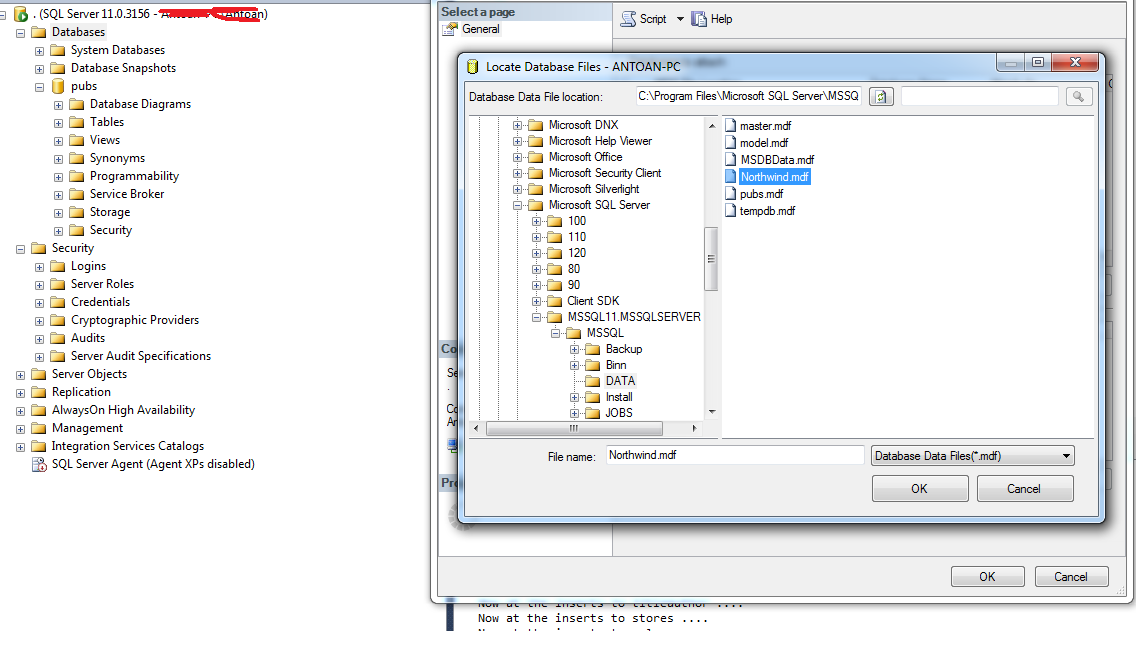 . (SQL Server 11.0.3156 - Antoan)
Databases
System Databases
Database Snapshots
pubs
Database Diagrams
Tables
Views
Synonyms
Programmability
Service Broker
Storage
Security
Security
Logins
Server Roles
Credentials
Cryptographic Providers
Audits
Server Audit Specifications
Server Objects
Replication
AlwaysOn High Availability
Management
Integration Services Catalogs
SQL Server Agent (Agent XPs disabled)
Select a page
General
Script
Help
Locate Database Files - ANTOAN-PC
Database Data File location:
C:\Program Files\Microsoft SQL Server\MSSQ
Microsoft DNX
Microsoft Help Viewer
Microsoft Office
Microsoft Security Client
Microsoft Silverlight
Microsoft SQL Server
100
110
120
80
90
Client SDK
MSSQL11.MSSQLSERVER
MSSQL
Backup
Binn
DATA
Install
JOBS
master.mdf
model.mdf
MSDBData.mdf
Northwind.mdf
pubs.mdf
tempdb.mdf
File name:
Northwind.mdf
Database Data Files(*.mdf)
OK
Cancel
Co
Se
.
Co
An
Pro
OK
Cancel
Now at the inserts to titleauthor ....
Now at the inserts to stores ....